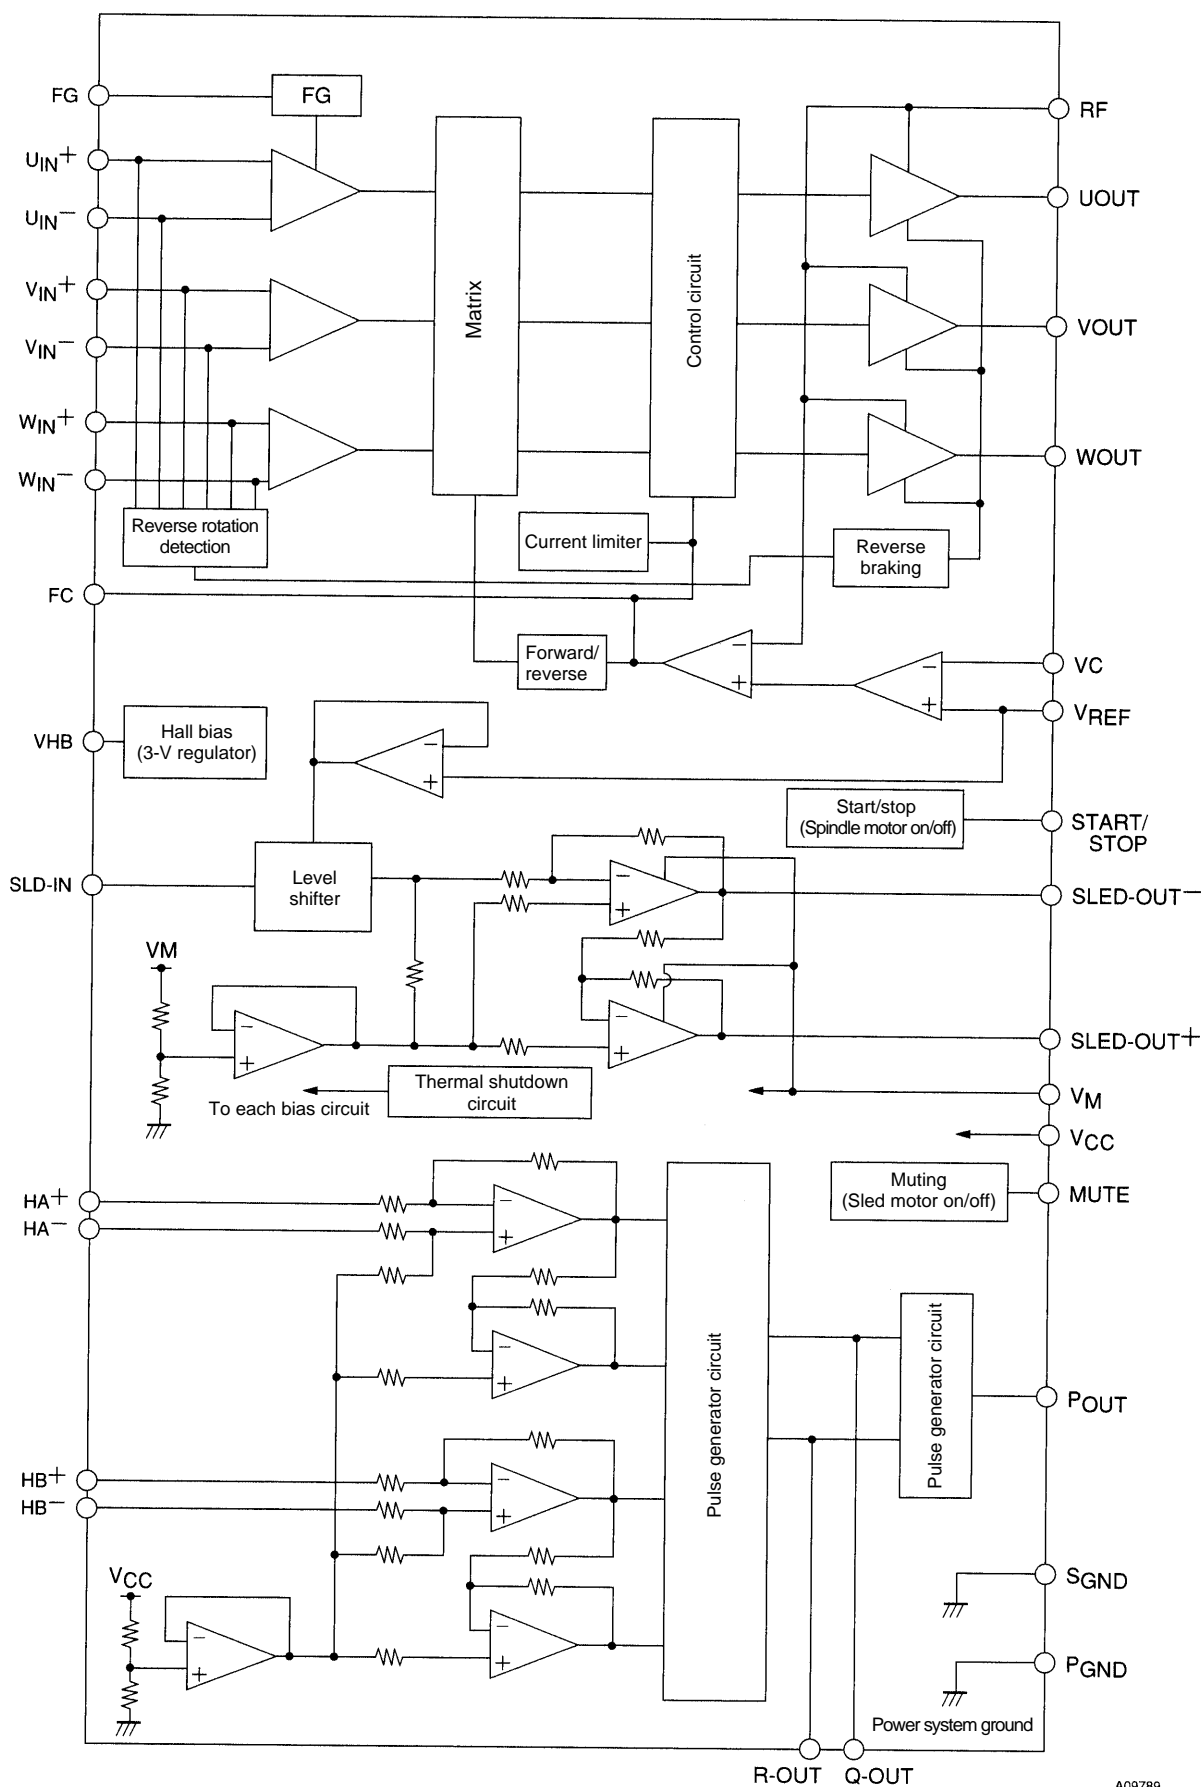 FG
FG
RF
UIN+
UIN−
UOUT
VIN+
VIN−
Matrix
Control circuit
VOUT
WIN+
WIN−
WOUT
Reverse rotation
detection
Current limiter
Reverse
braking
FC
Forward/
reverse
−
+
−
+
VC
VREF
VHB
Hall bias
(3-V regulator)
−
+
Start/stop
(Spindle motor on/off)
START/
STOP
SLD-IN
Level
shifter
−
+
SLED-OUT−
VM
−
+
−
+
SLED-OUT+
To each bias circuit
Thermal shutdown
circuit
VM
VCC
Muting
(Sled motor on/off)
MUTE
HA+
HA−
−
+
−
+
Pulse generator circuit
Pulse generator circuit
POUT
HB+
HB−
−
+
VCC
−
+
−
+
SGND
PGND
Power system ground
R-OUT
Q-OUT
A09789